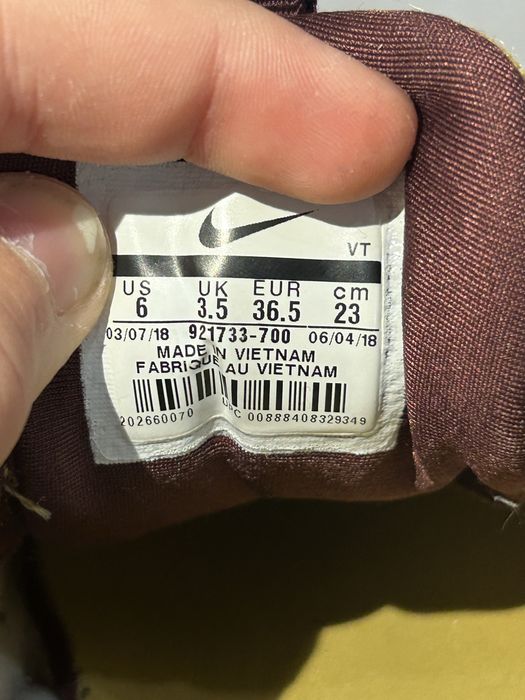 VT
US UK EUR cm
6 3.5 36.5 23
03/07/18 921733-700 06/04/18
MADE IN VIETNAM
FABRIQUE AU VIETNAM
202660070 UPC 00888408329349